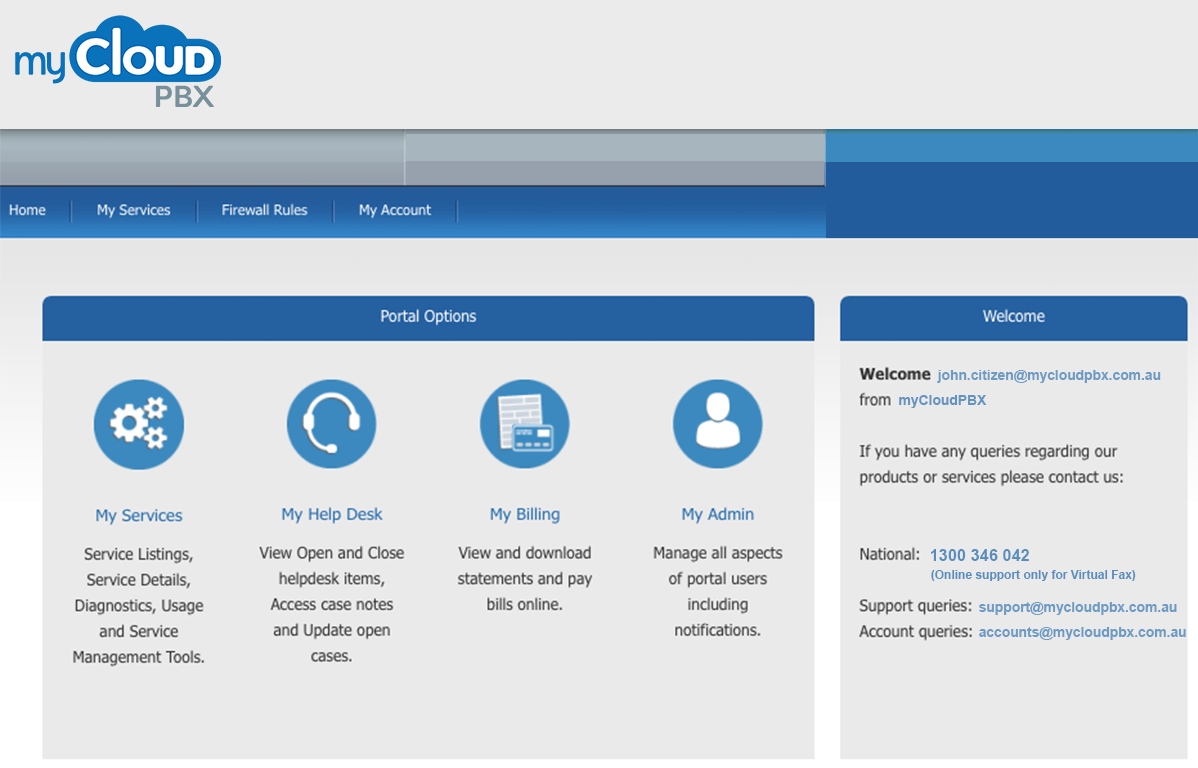 myCloud
PBX
Home
My Services
Firewall Rules
My Account
Portal Options
My Services
Service Listings,
Service Details,
Diagnostics, Usage
and Service
Management Tools.
My Help Desk
View Open and Close
helpdesk items,
Access case notes
and Update open
cases.
My Billing
View and download
statements and pay
bills online.
My Admin
Manage all aspects
of portal users
including
notifications.
Welcome
Welcome john.citizen@mycloudpbx.com.au
from myCloudPBX
If you have any queries regarding our
products or services please contact us:
National: 1300 346 042
(Online support only for Virtual Fax)
Support queries: support@mycloudpbx.com.au
Account queries: accounts@mycloudpbx.com.au